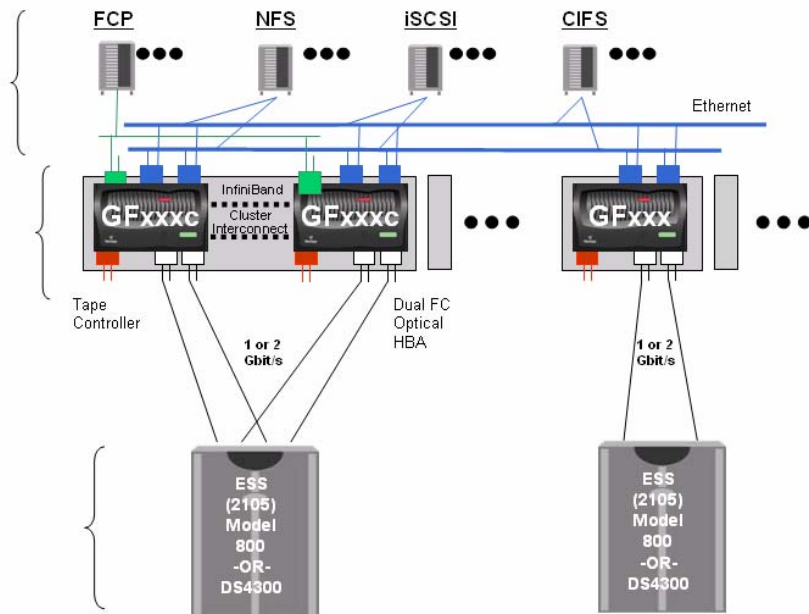 FCP
NFS
iSCSI
CIFS
Ethernet
InfiniBand
Cluster
Interconnect
GFxxxc
GFxxxc
GFxxx
Tape
Controller
1 or 2
Gbit/s
Dual FC
Optical
HBA
1 or 2
Gbit/s
ESS
(2105)
Model
800
-OR-
DS4300
ESS
(2105)
Model
800
-OR-
DS4300